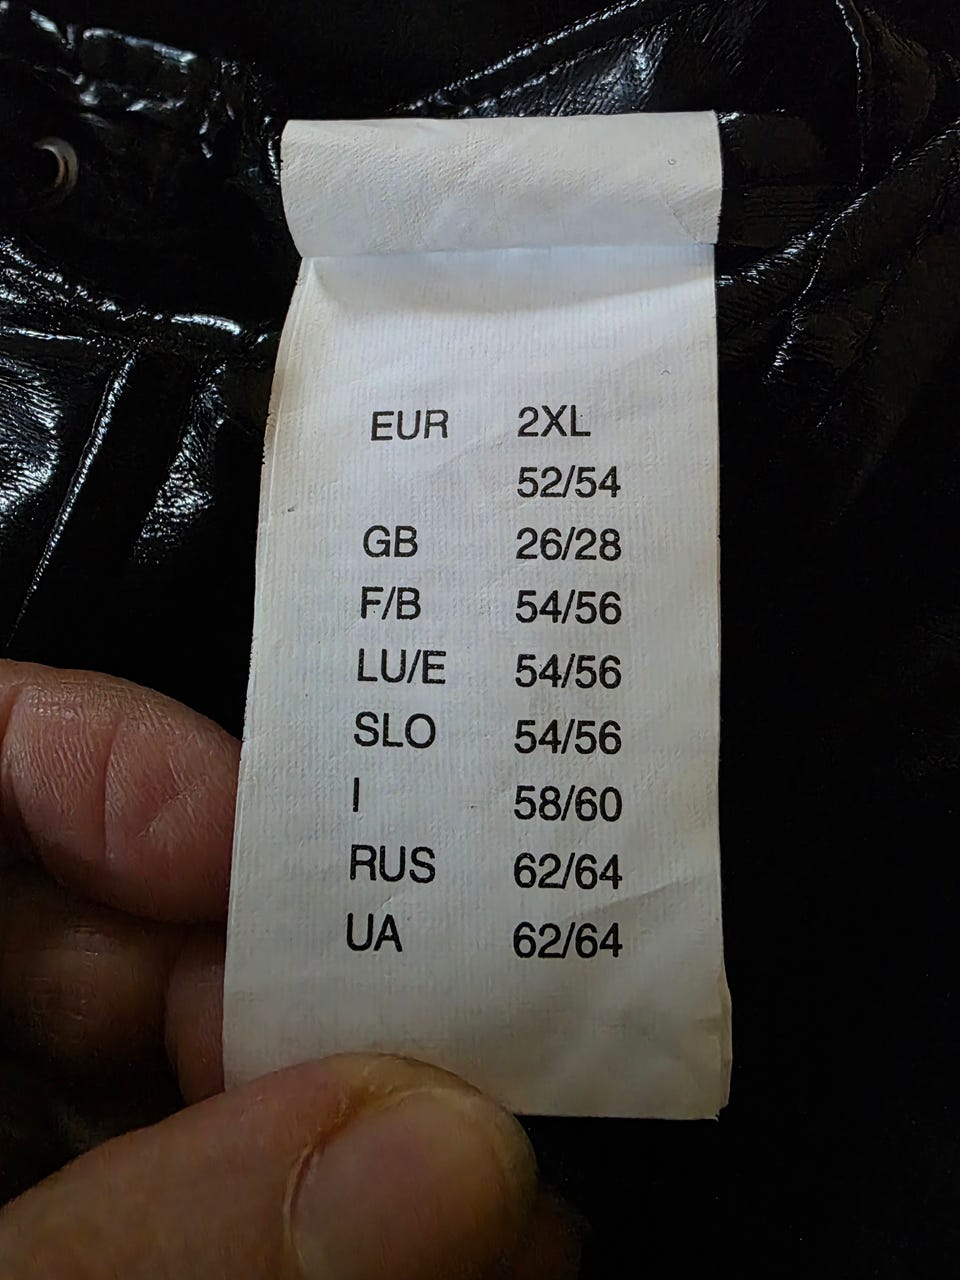 EUR 2XL
52/54
GB 26/28
F/B 54/56
LU/E 54/56
SLO 54/56
I 58/60
RUS 62/64
UA 62/64